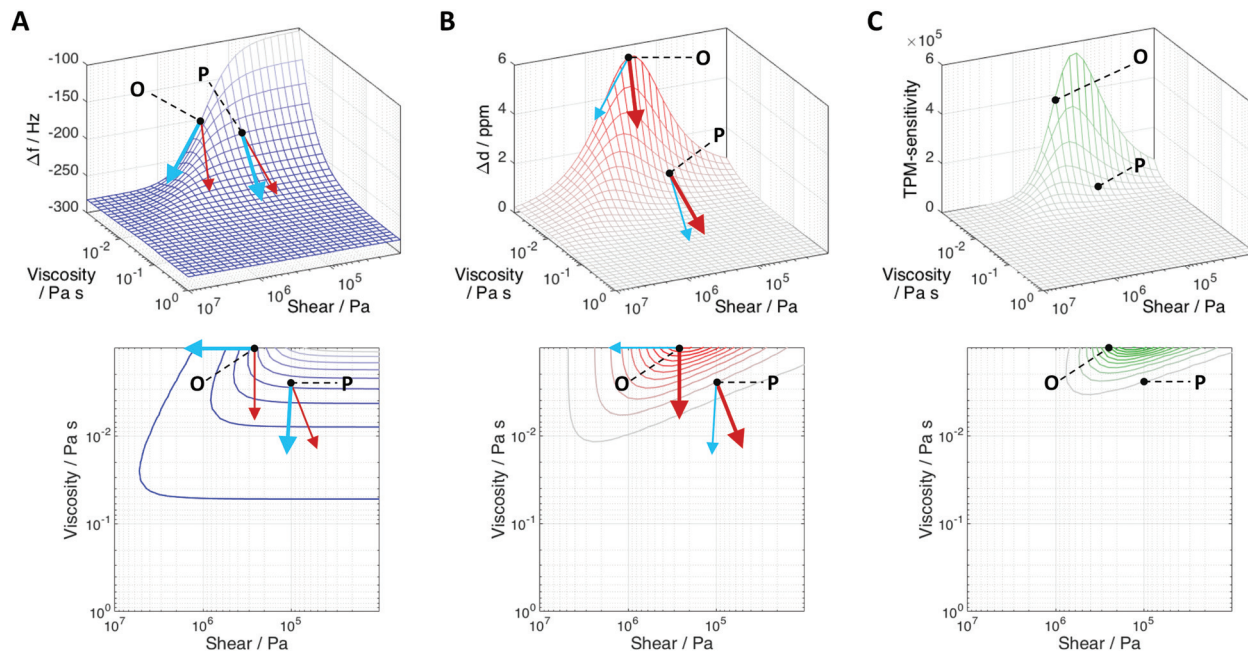 A
B
C
-100
-150
-200
-250
-300
Δf / Hz
O
P
10⁻²
10⁻¹
10⁰
Viscosity
/ Pa s
10⁷
10⁶
10⁵
Shear / Pa
6
4
2
0
Δd / ppm
O
P
10⁻²
10⁻¹
10⁰
Viscosity
/ Pa s
10⁷
10⁶
10⁵
Shear / Pa
×10⁵
6
4
2
0
TPM-sensitivity
O
P
10⁻²
10⁻¹
10⁰
Viscosity
/ Pa s
10⁷
10⁶
10⁵
Shear / Pa
O
P
Viscosity / Pa s
10⁻²
10⁻¹
10⁰
10⁷
10⁶
10⁵
Shear / Pa
O
P
Viscosity / Pa s
10⁻²
10⁻¹
10⁰
10⁷
10⁶
10⁵
Shear / Pa
O
P
Viscosity / Pa s
10⁻²
10⁻¹
10⁰
10⁷
10⁶
10⁵
Shear / Pa